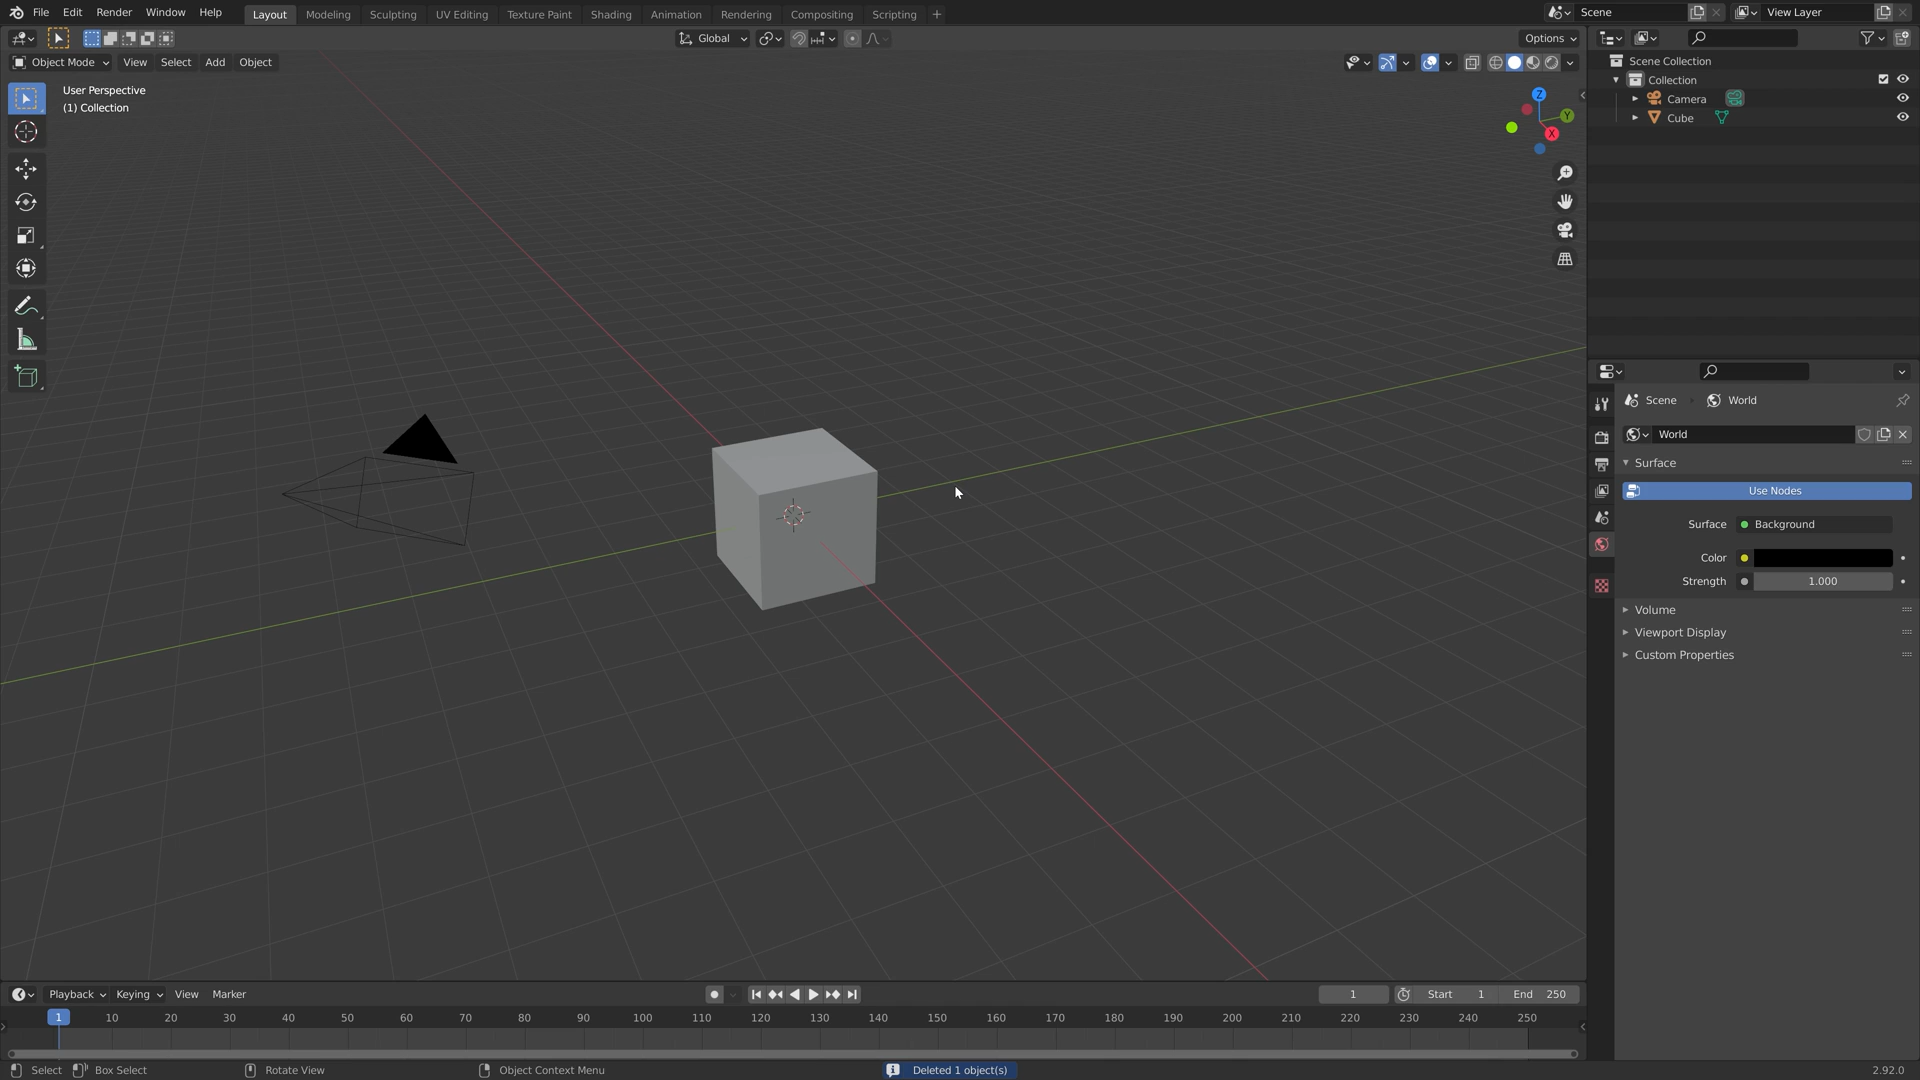 File Edit Render Window Help Layout Modeling Sculpting UV Editing Texture Paint Shading Animation Rendering Compositing Scripting + Scene View Layer
Global Options
Object Mode View Select Add Object
User Perspective
(1) Collection
Z
Y
X
Scene Collection
Collection
Camera
Cube
Scene World
World
Surface
Use Nodes
Surface Background
Color
Strength 1.000
Volume
Viewport Display
Custom Properties
Playback Keying View Marker 1 Start 1 End 250
1 10 20 30 40 50 60 70 80 90 100 110 120 130 140 150 160 170 180 190 200 210 220 230 240 250
Select Box Select Rotate View Object Context Menu Deleted 1 object(s) 2.92.0